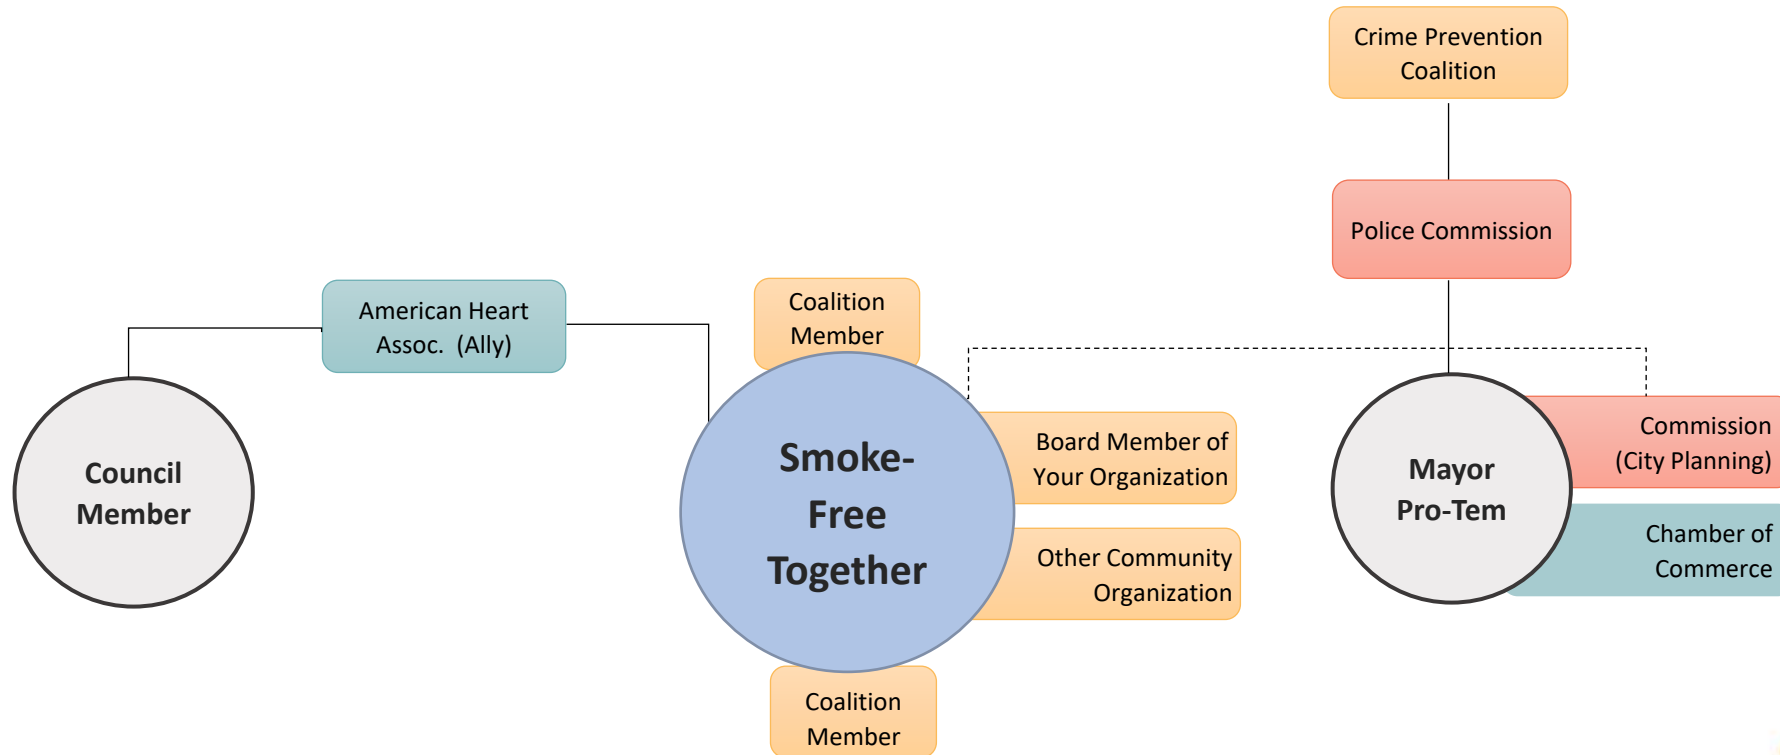 Crime Prevention
Coalition
Police Commission
American Heart
Assoc.  (Ally)
Coalition
Member
Council
Member
Smoke-
Free
Together
Board Member of
Your Organization
Other Community
Organization
Mayor
Pro-Tem
Commission
(City Planning)
Chamber of
Commerce
Coalition
Member